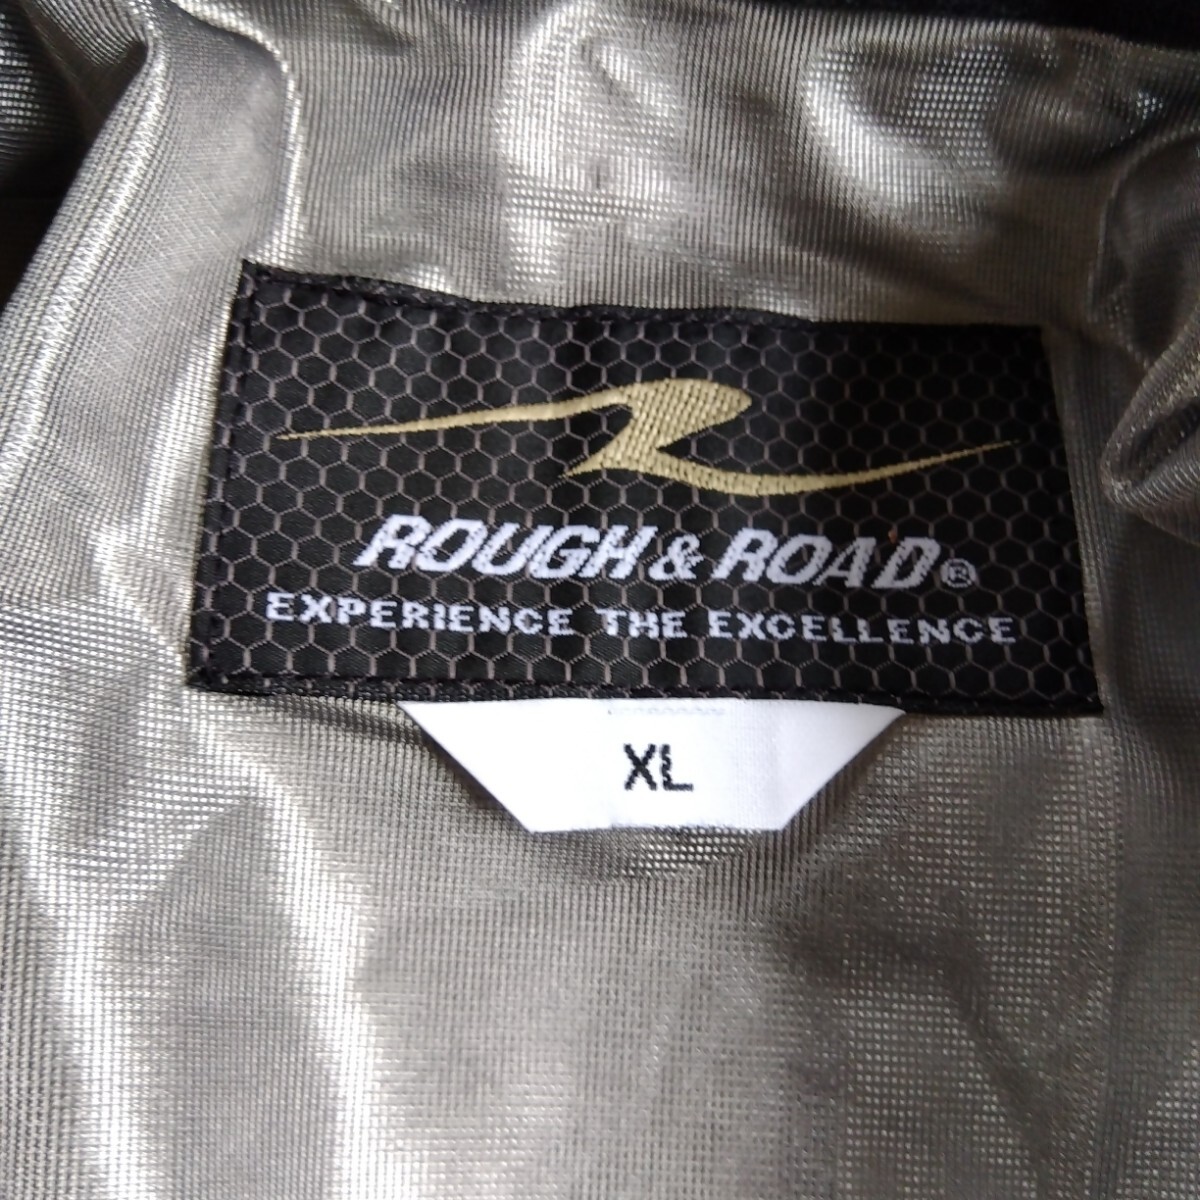 ROUGH & ROAD®
EXPERIENCE THE EXCELLENCE
XL